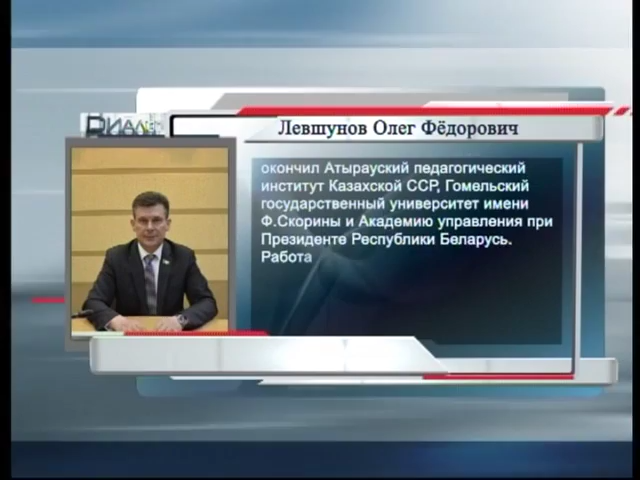 Левшунов Олег Фёдорович
окончил Атырауский педагогический
институт Казахской ССР, Гомельский
государственный университет имени
Ф.Скорины и Академию управления при
Президенте Республики Беларусь.
Работа